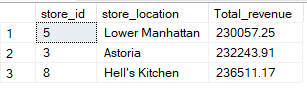 store_id store_location Total_revenue
1 5 Lower Manhattan 230057.25
2 3 Astoria 232243.91
3 8 Hell's Kitchen 236511.17